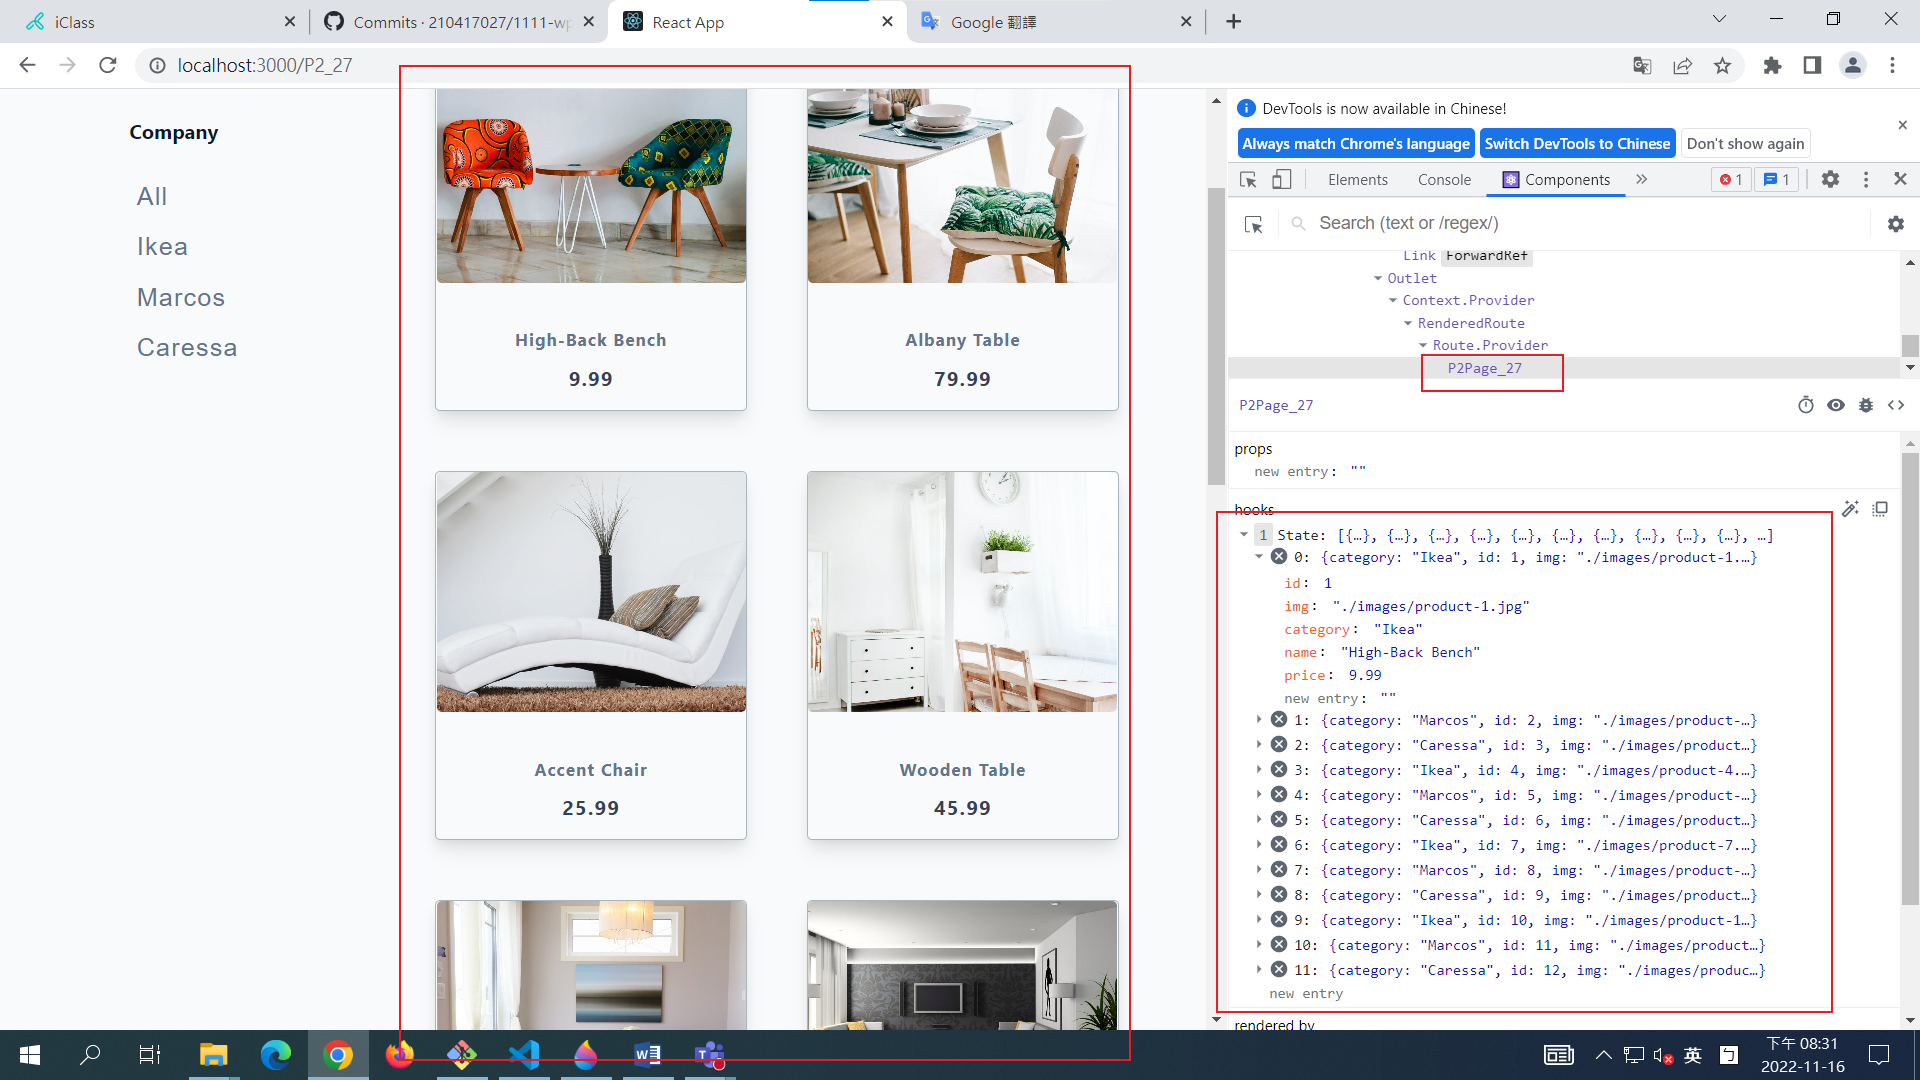 iClass
Commits · 210417027/1111-wp
React App
Google 翻譯
localhost:3000/P2_27
Company
All
Ikea
Marcos
Caressa
High-Back Bench
9.99
Albany Table
79.99
Accent Chair
25.99
Wooden Table
45.99
DevTools is now available in Chinese!
Always match Chrome's language
Switch DevTools to Chinese
Don't show again
Elements
Console
Components
1
1
Search (text or /regex/)
Link ForwardRef
Outlet
Context.Provider
RenderedRoute
Route.Provider
P2Page_27
P2Page_27
props
new entry: ""
hooks
1 State: [{…}, {…}, {…}, {…}, {…}, {…}, {…}, {…}, {…}, {…}, …]
0: {category: "Ikea", id: 1, img: "./images/product-1.…}
id: 1
img: "./images/product-1.jpg"
category: "Ikea"
name: "High-Back Bench"
price: 9.99
new entry: ""
1: {category: "Marcos", id: 2, img: "./images/product-…}
2: {category: "Caressa", id: 3, img: "./images/product…}
3: {category: "Ikea", id: 4, img: "./images/product-4.…}
4: {category: "Marcos", id: 5, img: "./images/product-…}
5: {category: "Caressa", id: 6, img: "./images/product…}
6: {category: "Ikea", id: 7, img: "./images/product-7.…}
7: {category: "Marcos", id: 8, img: "./images/product-…}
8: {category: "Caressa", id: 9, img: "./images/product…}
9: {category: "Ikea", id: 10, img: "./images/product-1…}
10: {category: "Marcos", id: 11, img: "./images/product…}
11: {category: "Caressa", id: 12, img: "./images/produc…}
new entry
rendered by
英
ㄅ
下午 08:31
2022-11-16